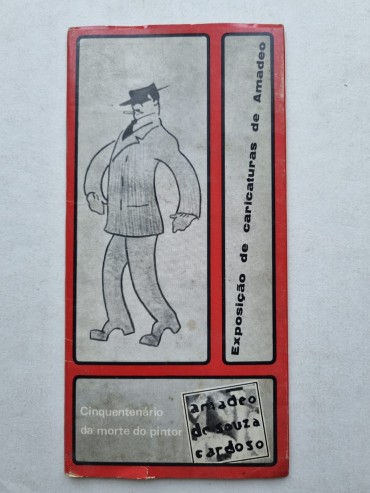 Exposição de caricaturas de Amadeo
Cinquentenário
da morte do pintor
amadeo
de souza
cardoso